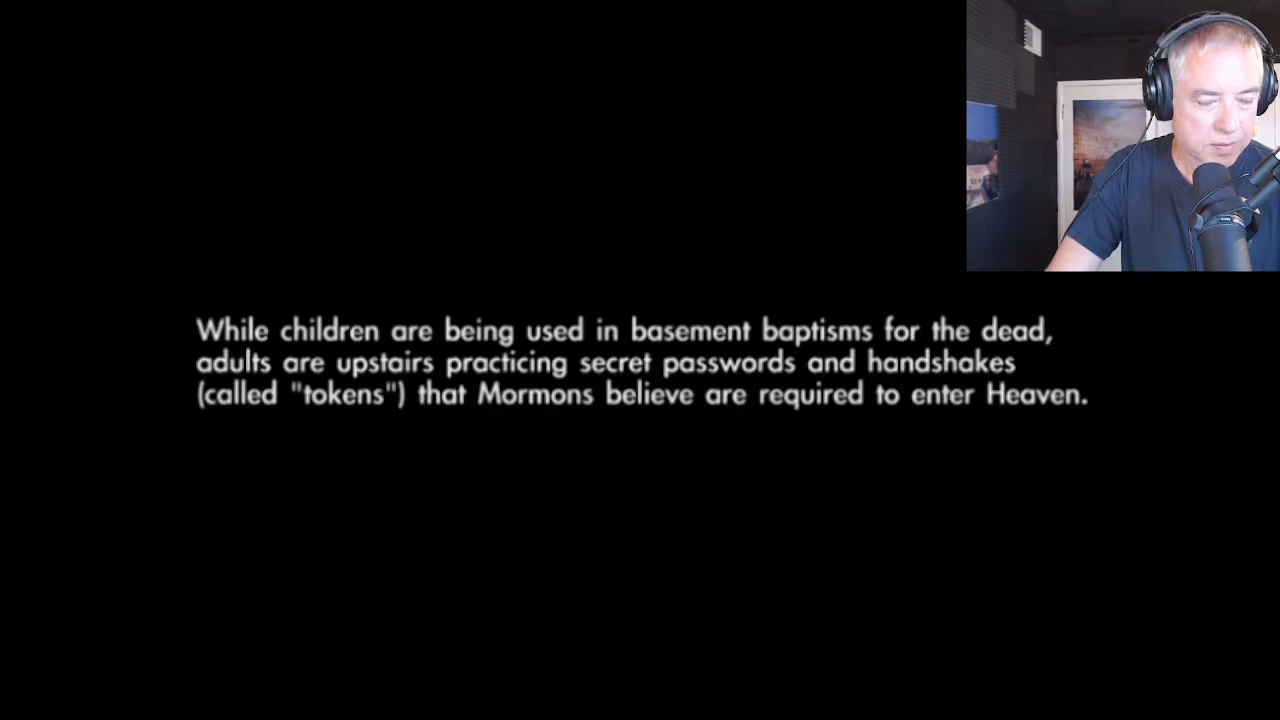 While children are being used in basement baptisms for the dead,
adults are upstairs practicing secret passwords and handshakes
(called "tokens") that Mormons believe are required to enter Heaven.